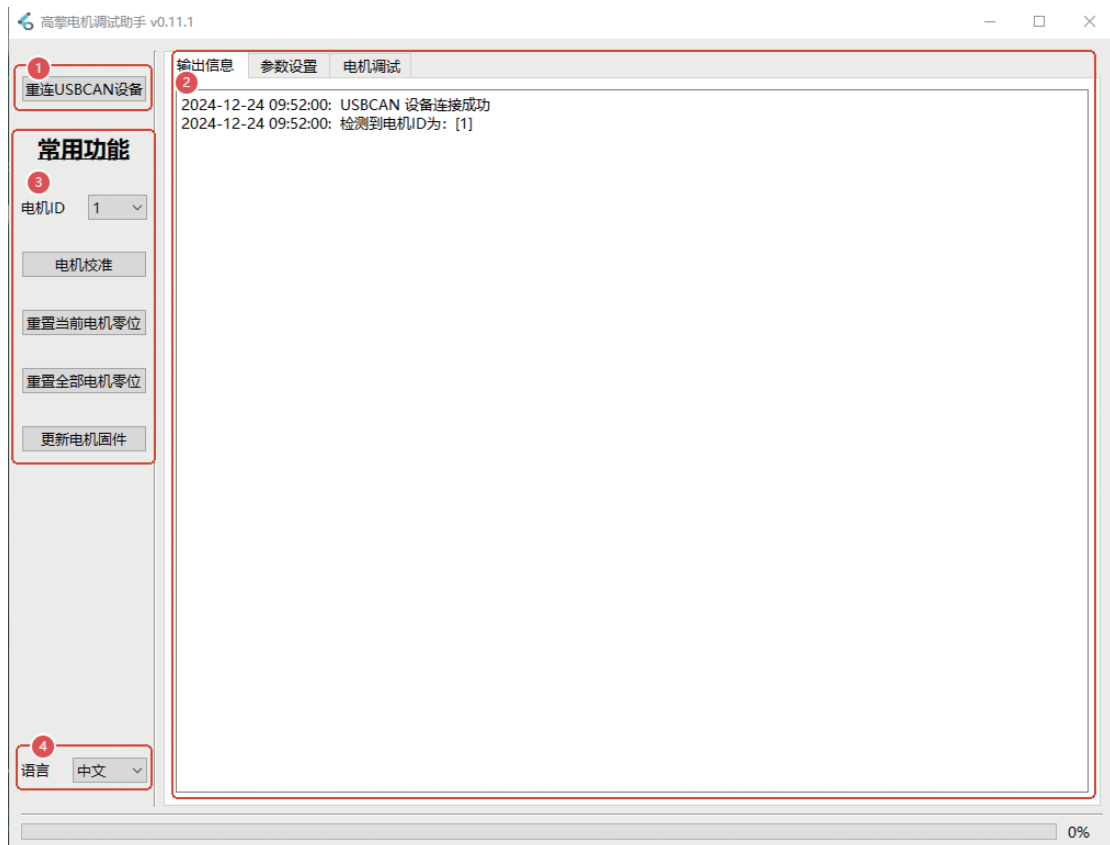 高擎电机调试助手 v0.11.1
1
重连USBCAN设备
常用功能
3
电机ID 1
电机校准
重置当前电机零位
重置全部电机零位
更新电机固件
4
语言 中文
输出信息 参数设置 电机调试
2
2024-12-24 09:52:00: USBCAN 设备连接成功
2024-12-24 09:52:00: 检测到电机ID为: [1]
0%